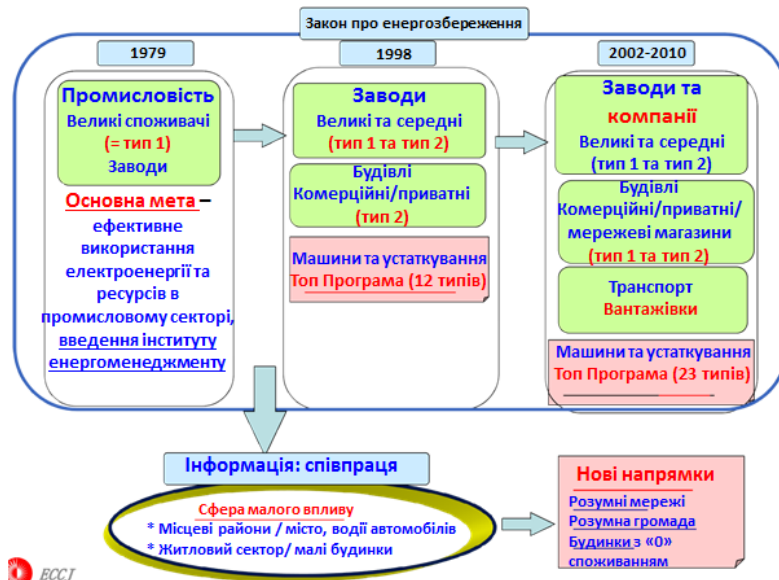 Закон про енергозбереження
1979
Промисловість
Великі споживачі
(= тип 1)
Заводи
Основна мета –
ефективне
використання
електроенергії та
ресурсів в
промисловому секторі,
введення інституту
енергоменеджменту
1998
Заводи
Великі та середні
(тип 1 та тип 2)
Будівлі
Комерційні/приватні
(тип 2)
Машини та устаткування
Топ Програма (12 типів)
2002-2010
Заводи та
компанії
Великі та середні
(тип 1 та тип 2)
Будівлі
Комерційні/приватні/
мережеві магазини
(тип 1 та тип 2)
Транспорт
Вантажівки
Машини та устаткування
Топ Програма (23 типів)
Інформація: співпраця
Сфера малого впливу
* Місцеві райони / місто, водії автомобілів
* Житловий сектор/ малі будинки
Нові напрямки
Розумні мережі
Розумна громада
Будинки з «0»
споживанням
ECCJ